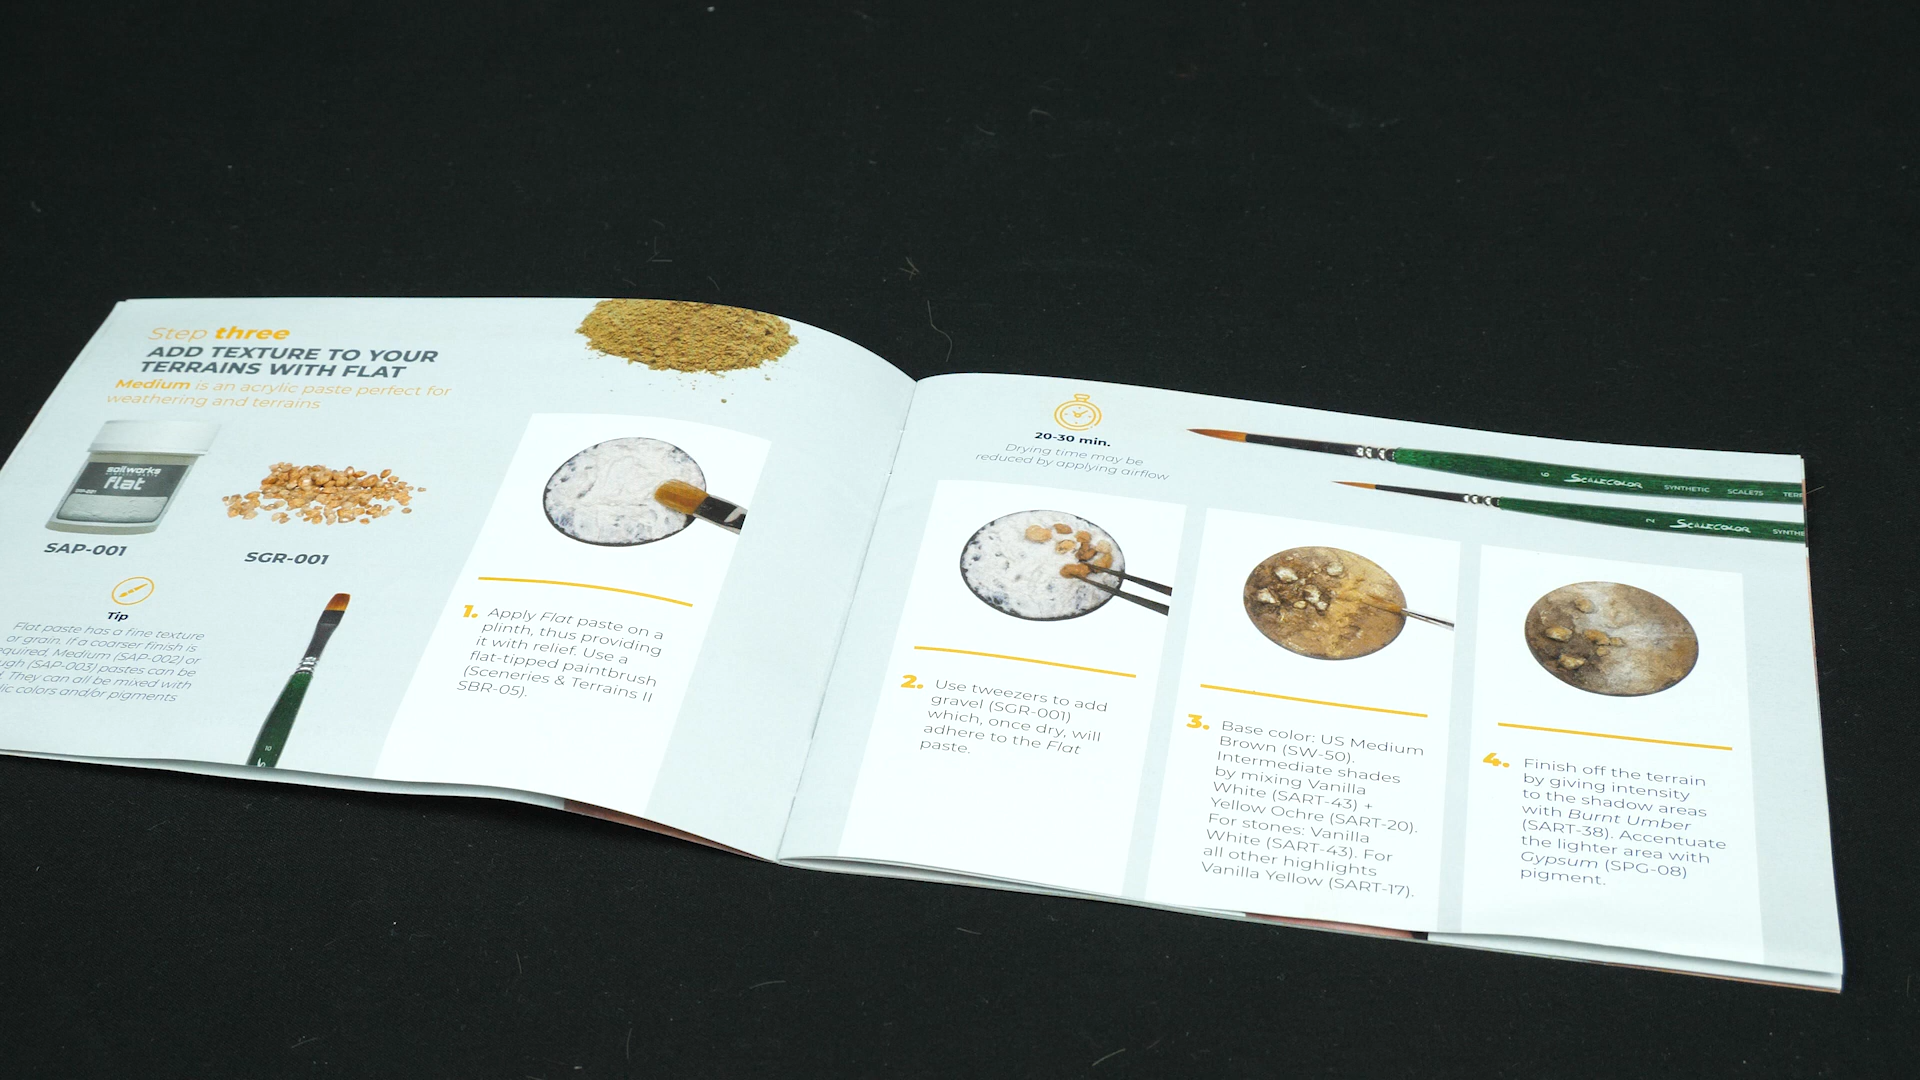 Step three
ADD TEXTURE TO YOUR
TERRAINS WITH FLAT
Medium is an acrylic paste perfect for
weathering and terrains
soilworks
flat
SAP-001
SGR-001
Tip
Flat paste has a fine texture
or grain. If a coarser finish is
Medium (SAP-002) or
(SAP-003) pastes can be
They can all be mixed with
colors and/or pigments
10
1. Apply Flat paste on a
plinth, thus providing
it with relief. Use a
flat-tipped paintbrush
(Sceneries & Terrains II
SBR-05).
20-30 min.
Drying time may be
reduced by applying airflow
6 SCALECOLOR SYNTHETIC SCALE75
2 SCALECOLOR
2. Use tweezers to add
gravel (SGR-001)
which, once dry, will
adhere to the Flat
paste.
3. Base color: US Medium
Brown (SW-50).
Intermediate shades
by mixing Vanilla
White (SART-43) +
Yellow Ochre (SART-20).
For stones: Vanilla
White (SART-43). For
all other highlights
Vanilla Yellow (SART-17).
4. Finish off the terrain
by giving intensity
to the shadow areas
with Burnt Umber
(SART-38). Accentuate
the lighter area with
Gypsum (SPG-08)
pigment.